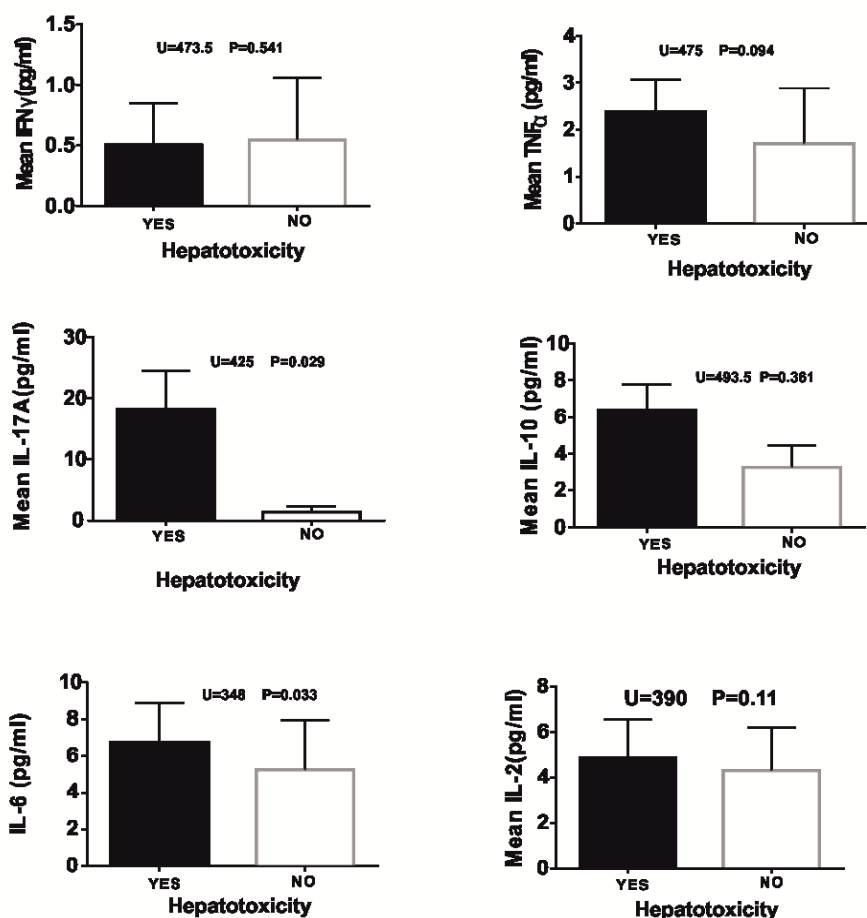 Mean IFNγ(pg/ml)
1.5
1.0
0.5
0.0
U=473.5 P=0.541
YES NO
Hepatotoxicity
Mean TNFα (pg/ml)
4
3
2
1
0
U=475 P=0.094
YES NO
Hepatotoxicity
Mean IL-17A(pg/ml)
30
20
10
0
U=425 P=0.029
YES NO
Hepatotoxicity
Mean IL-10 (pg/ml)
10
8
6
4
2
0
U=493.5 P=0.361
YES NO
Hepatotoxicity
IL-6 (pg/ml)
10
8
6
4
2
0
U=348 P=0.033
YES NO
Hepatotoxicity
Mean IL-2(pg/ml)
8
6
4
2
0
U=390 P=0.11
YES NO
Hepatotoxicity